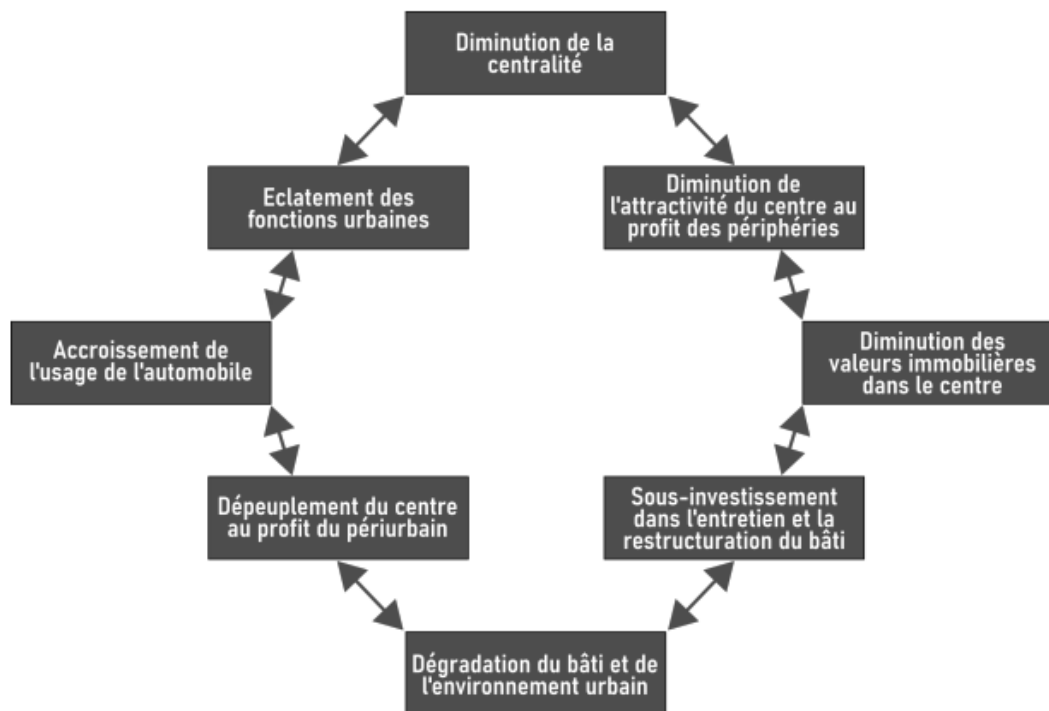 Diminution de la
centralité
Eclatement des
fonctions urbaines
Diminution de
l'attractivité du centre au
profit des périphéries
Accroissement de
l'usage de l'automobile
Diminution des
valeurs immobilières
dans le centre
Dépeuplement du centre
au profit du périurbain
Sous-investissement
dans l'entretien et la
restructuration du bâti
Dégradation du bâti et de
l'environnement urbain